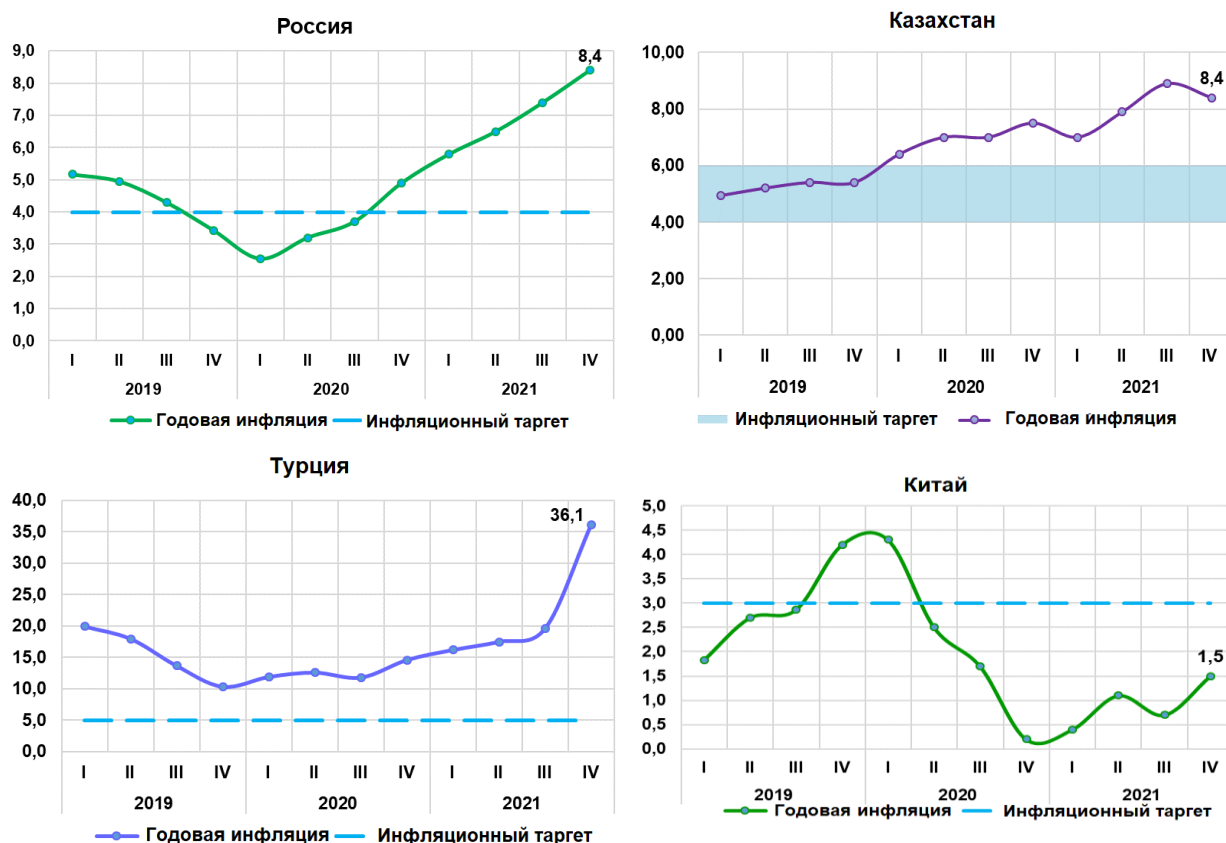 Россия
9,0
8,0
7,0
6,0
5,0
4,0
3,0
2,0
1,0
0,0
8,4
I II III IV I II III IV I II III IV
2019 2020 2021
Годовая инфляция Инфляционный таргет
Казахстан
10,00
8,00
6,00
4,00
2,00
0,00
8,4
I II III IV I II III IV I II III IV
2019 2020 2021
Инфляционный таргет Годовая инфляция
Турция
40,0
35,0
30,0
25,0
20,0
15,0
10,0
5,0
0,0
36,1
I II III IV I II III IV I II III IV
2019 2020 2021
Годовая инфляция Инфляционный таргет
Китай
5,0
4,5
4,0
3,5
3,0
2,5
2,0
1,5
1,0
0,5
0,0
1,5
I II III IV I II III IV I II III IV
2019 2020 2021
Годовая инфляция Инфляционный таргет